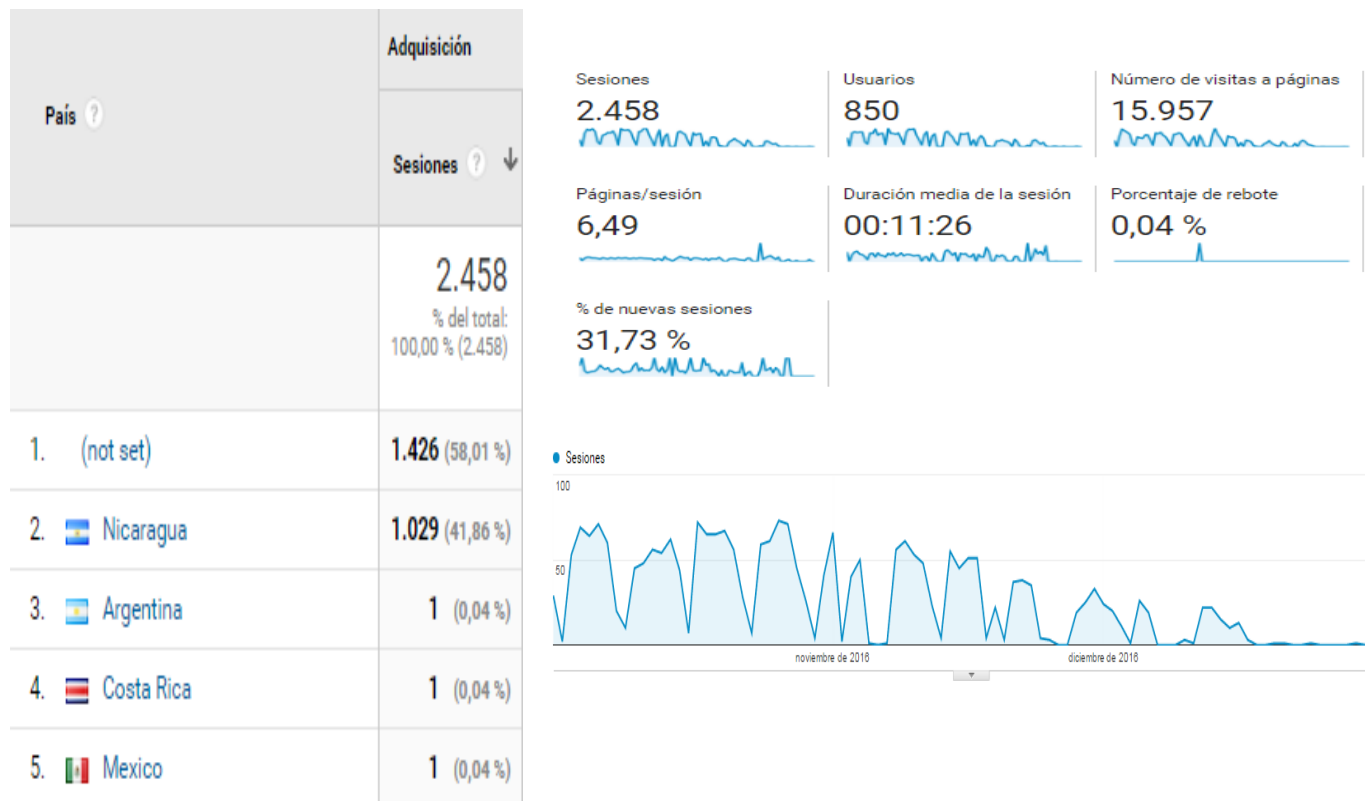 País ?
Adquisición
Sesiones ?
2.458
% del total:
100,00 % (2.458)
1. (not set) 1.426 (58,01 %)
2. Nicaragua 1.029 (41,86 %)
3. Argentina 1 (0,04 %)
4. Costa Rica 1 (0,04 %)
5. Mexico 1 (0,04 %)
Sesiones
2.458
Usuarios
850
Número de visitas a páginas
15.957
Páginas/sesión
6,49
Duración media de la sesión
00:11:26
Porcentaje de rebote
0,04 %
% de nuevas sesiones
31,73 %
Sesiones
100
50
noviembre de 2016
diciembre de 2016